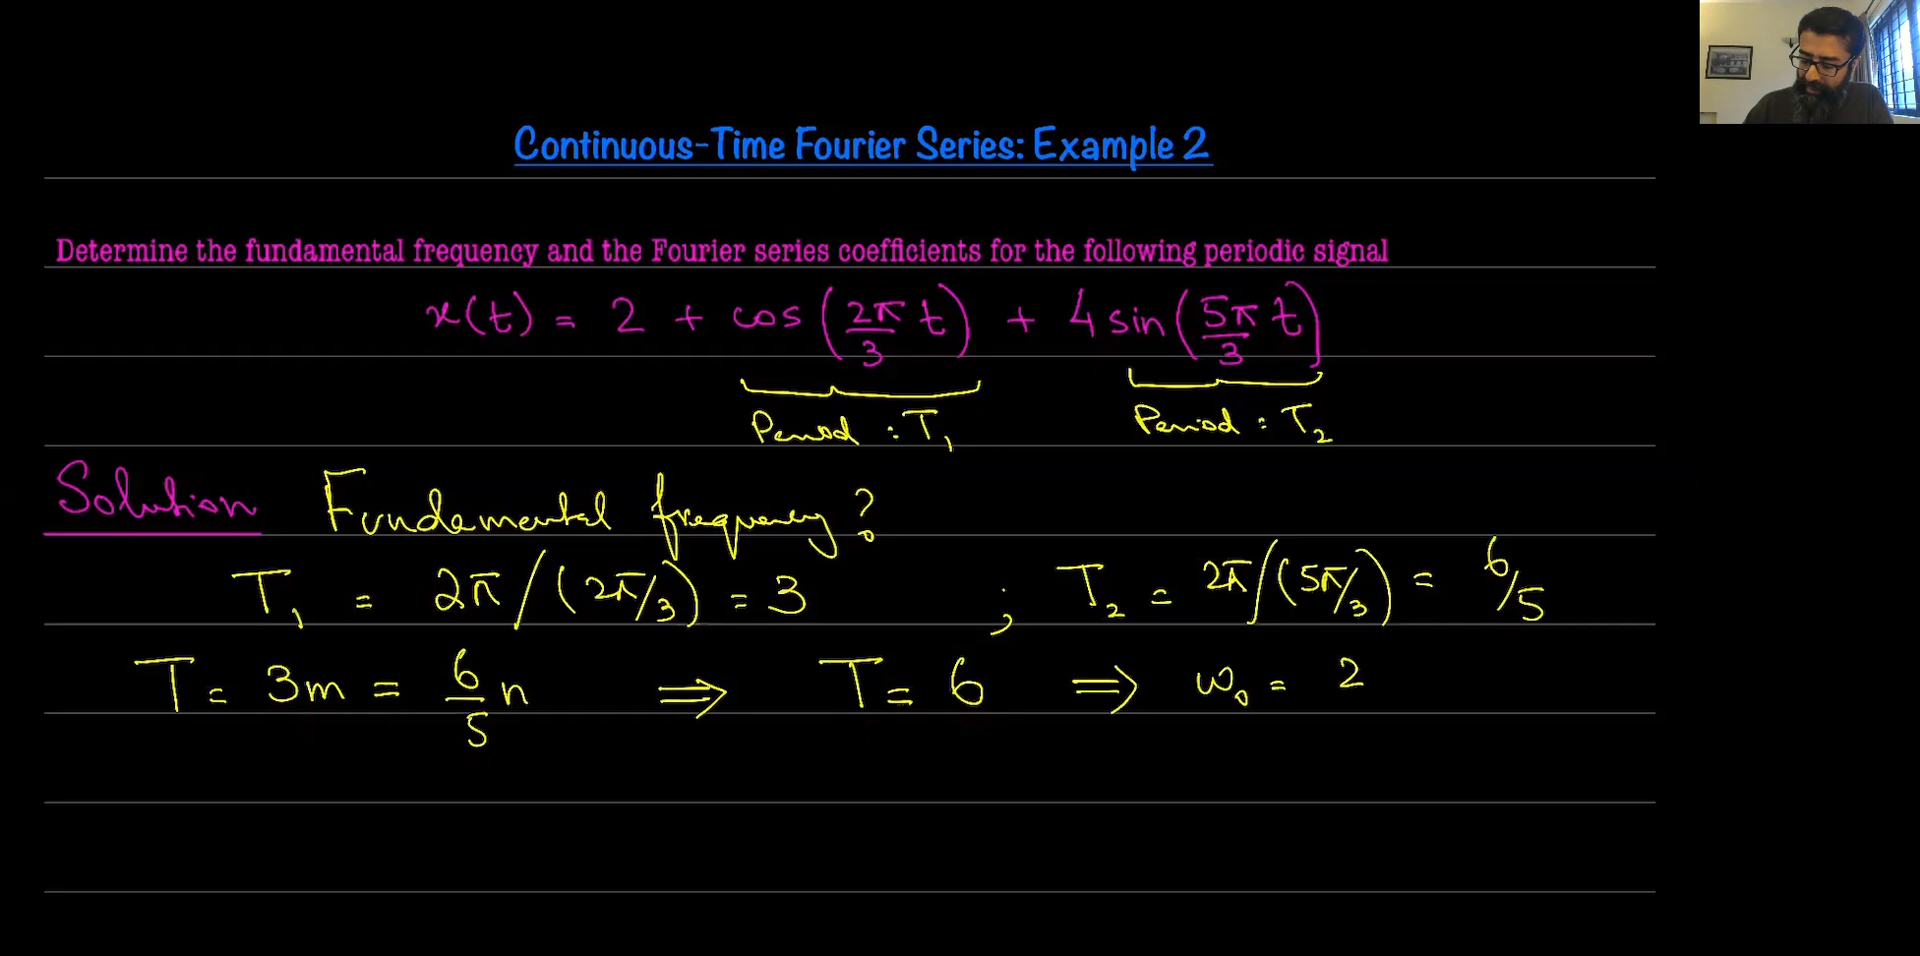 Continuous-Time Fourier Series: Example 2
Determine the fundamental frequency and the Fourier series coefficients for the following periodic signal
x(t) = 2 + cos(2π/3 t) + 4 sin(5π/3 t)
Period : T₁ Period : T₂
Solution Fundamental frequency?
T₁ = 2π/(2π/3) = 3 ; T₂ = 2π/(5π/3) = 6/5
T = 3m = 6/5 n ⟹ T = 6 ⟹ ω₀ = 2